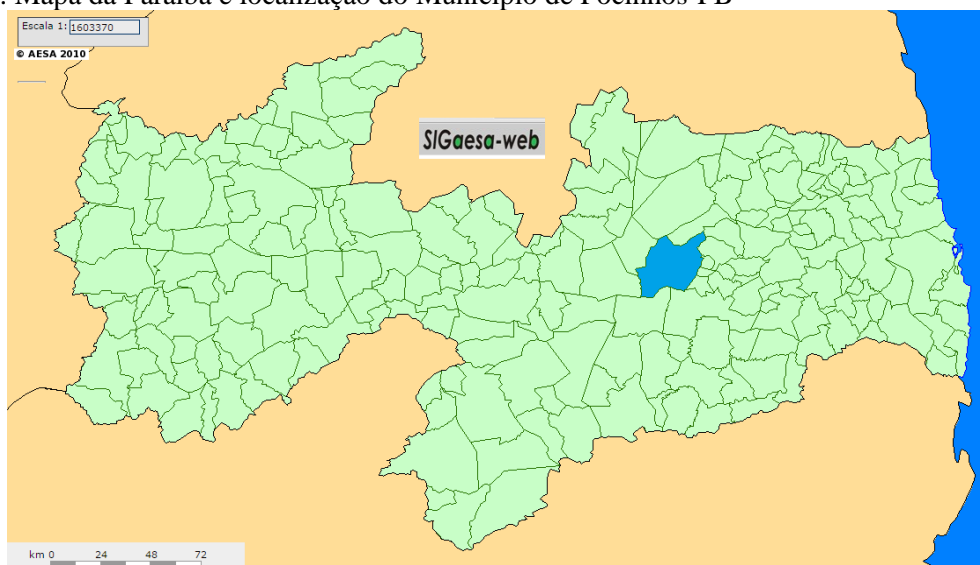 : Mapa da Paraíba e localização do Município de Pocinhos-PB
Escala 1: 1603370
© AESA 2010
SIGaesa-web
km 0 24 48 72